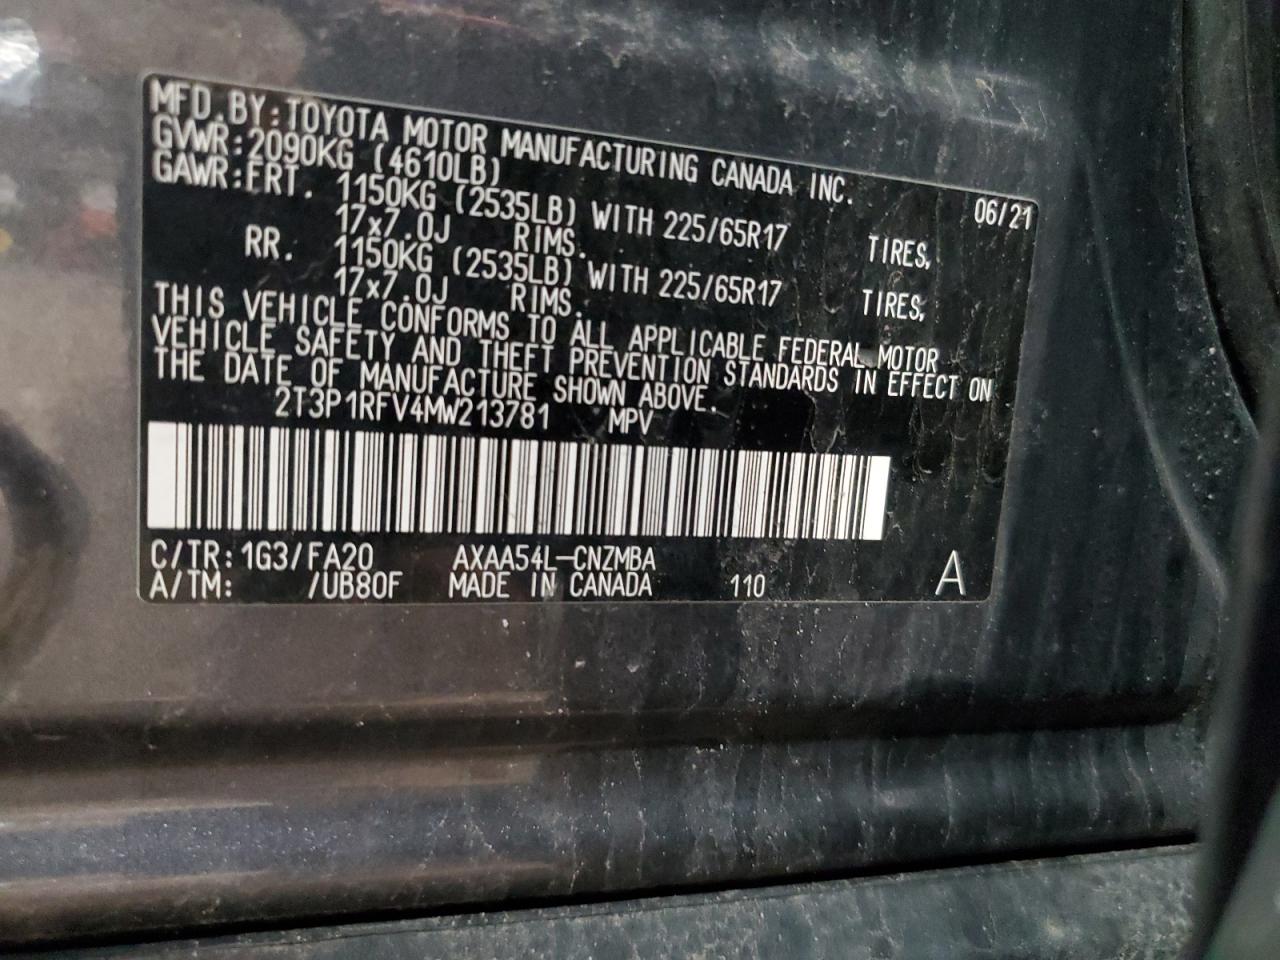 MFD.BY:TOYOTA MOTOR MANUFACTURING CANADA INC. 06/21
GVWR:2090KG (4610LB)
GAWR:FRT. 1150KG (2535LB) WITH 225/65R17 TIRES,
17x7.0J RIMS.
RR. 1150KG (2535LB) WITH 225/65R17 TIRES,
17x7.0J RIMS.
THIS VEHICLE CONFORMS TO ALL APPLICABLE FEDERAL MOTOR
VEHICLE SAFETY AND THEFT PREVENTION STANDARDS IN EFFECT ON
THE DATE OF MANUFACTURE SHOWN ABOVE.
2T3P1RFV4MW213781 MPV
C/TR:1G3/FA20 AXAA54L-CNZMBA
A/TM: /UB80F MADE IN CANADA 110 A